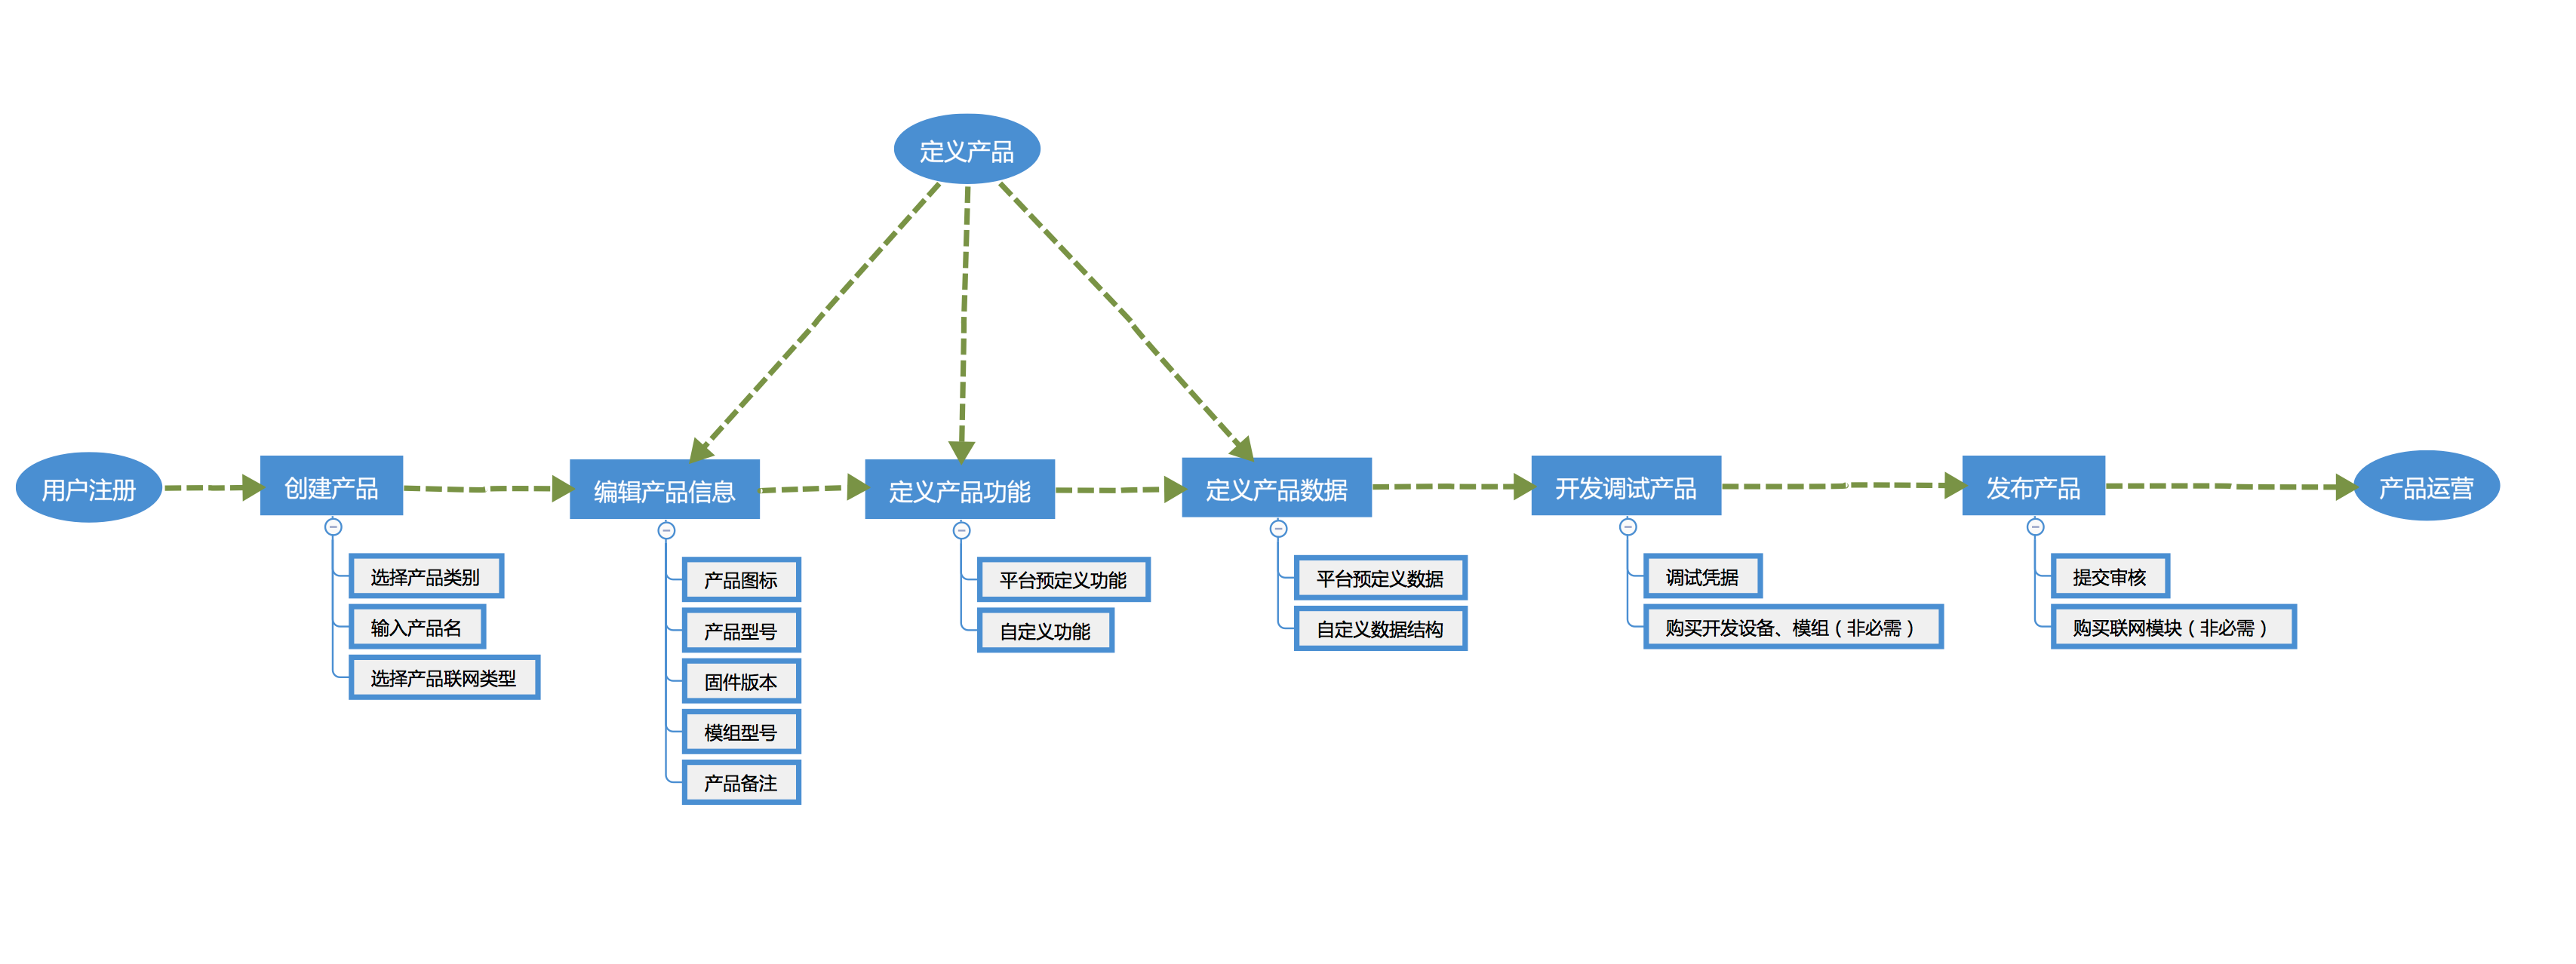 定义产品
用户注册
创建产品
选择产品类别
输入产品名
选择产品联网类型
编辑产品信息
产品图标
产品型号
固件版本
模组型号
产品备注
定义产品功能
平台预定义功能
自定义功能
定义产品数据
平台预定义数据
自定义数据结构
开发调试产品
调试凭据
购买开发设备、模组（非必需）
发布产品
提交审核
购买联网模块（非必需）
产品运营